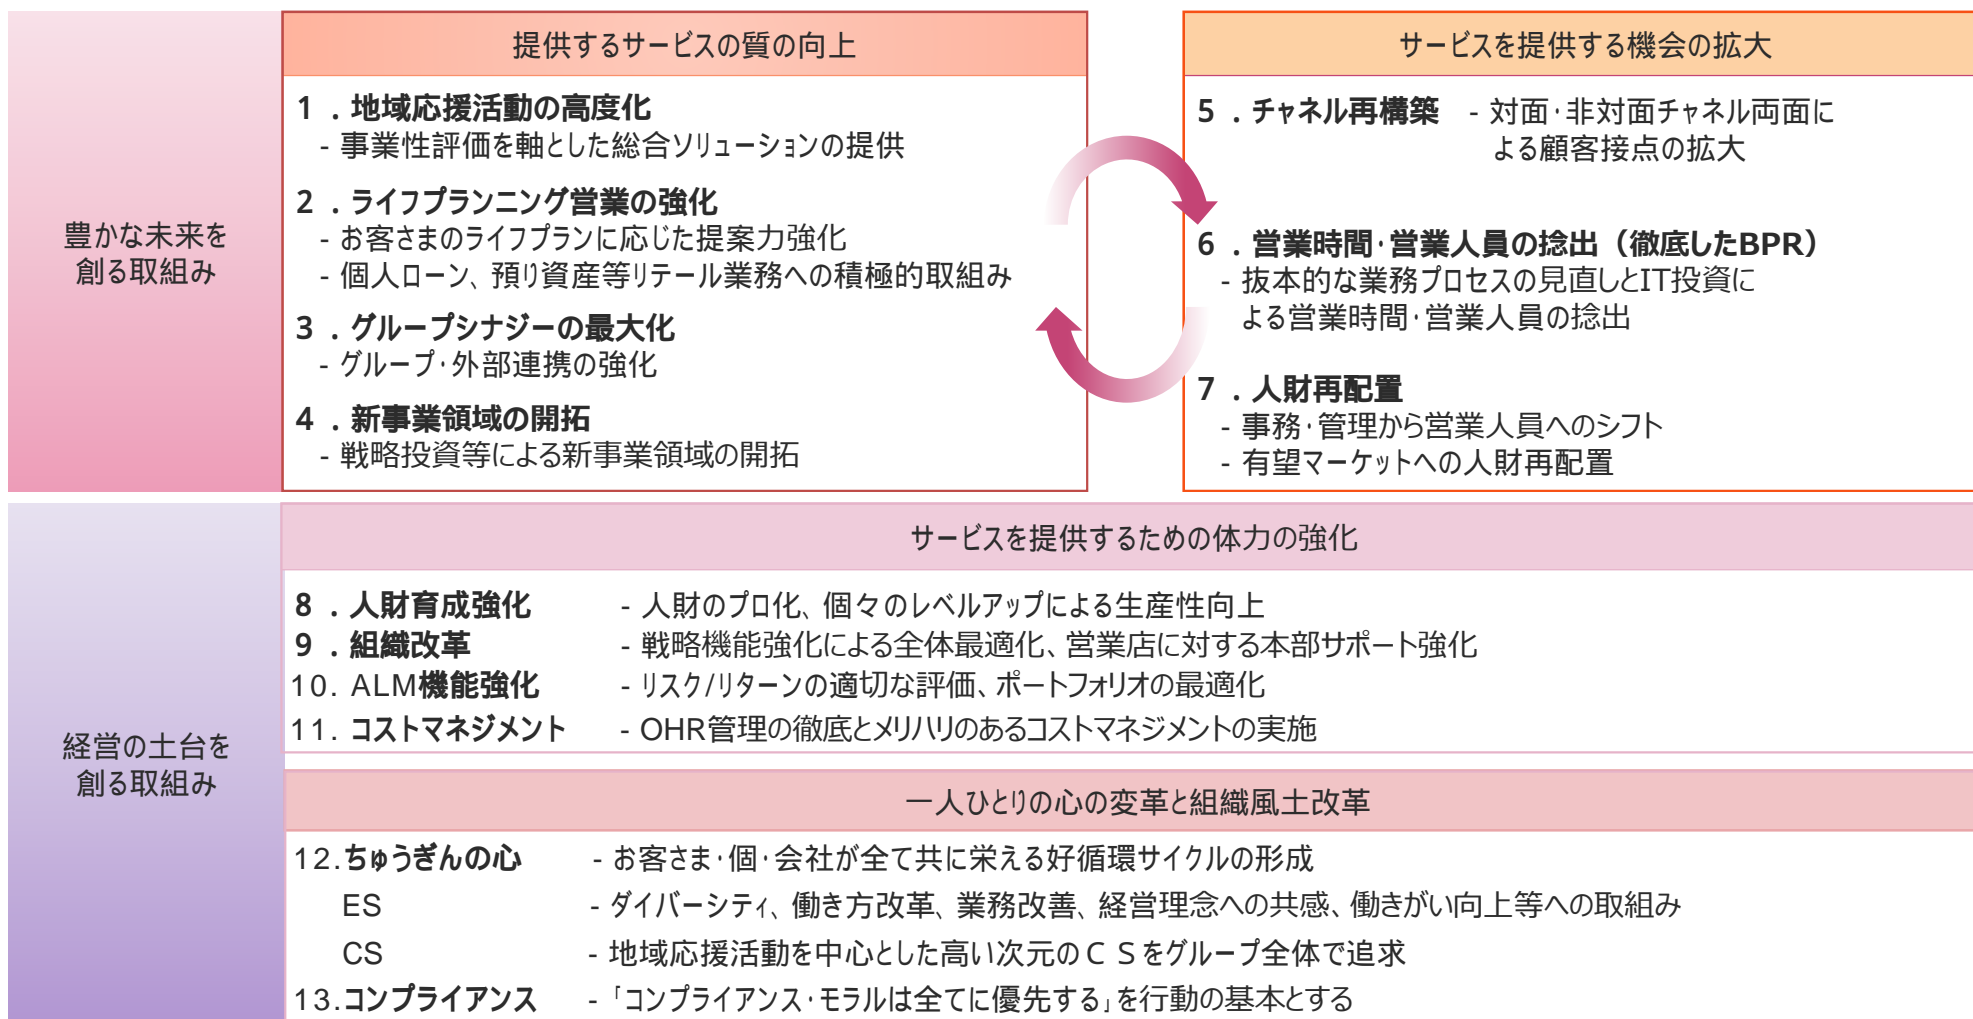 豊かな未来を
創る取組み
提供するサービスの質の向上
1．地域応援活動の高度化
- 事業性評価を軸とした総合ソリューションの提供
2．ライフプランニング営業の強化
- お客さまのライフプランに応じた提案力強化
- 個人ローン、預り資産等リテール業務への積極的取組み
3．グループシナジーの最大化
- グループ・外部連携の強化
4．新事業領域の開拓
- 戦略投資等による新事業領域の開拓
サービスを提供する機会の拡大
5．チャネル再構築 - 対面・非対面チャネル両面に
よる顧客接点の拡大
6．営業時間・営業人員の捻出（徹底したBPR）
- 抜本的な業務プロセスの見直しとIT投資に
よる営業時間・営業人員の捻出
7．人財再配置
- 事務・管理から営業人員へのシフト
- 有望マーケットへの人財再配置
経営の土台を
創る取組み
サービスを提供するための体力の強化
8．人財育成強化 - 人財のプロ化、個々のレベルアップによる生産性向上
9．組織改革 - 戦略機能強化による全体最適化、営業店に対する本部サポート強化
10. ALM機能強化 - リスク/リターンの適切な評価、ポートフォリオの最適化
11. コストマネジメント - OHR管理の徹底とメリハリのあるコストマネジメントの実施
一人ひとりの心の変革と組織風土改革
12.ちゅうぎんの心 - お客さま・個・会社が全て共に栄える好循環サイクルの形成
ES - ダイバーシティ、働き方改革、業務改善、経営理念への共感、働きがい向上等への取組み
CS - 地域応援活動を中心とした高い次元のＣＳをグループ全体で追求
13.コンプライアンス - 「コンプライアンス・モラルは全てに優先する」を行動の基本とする